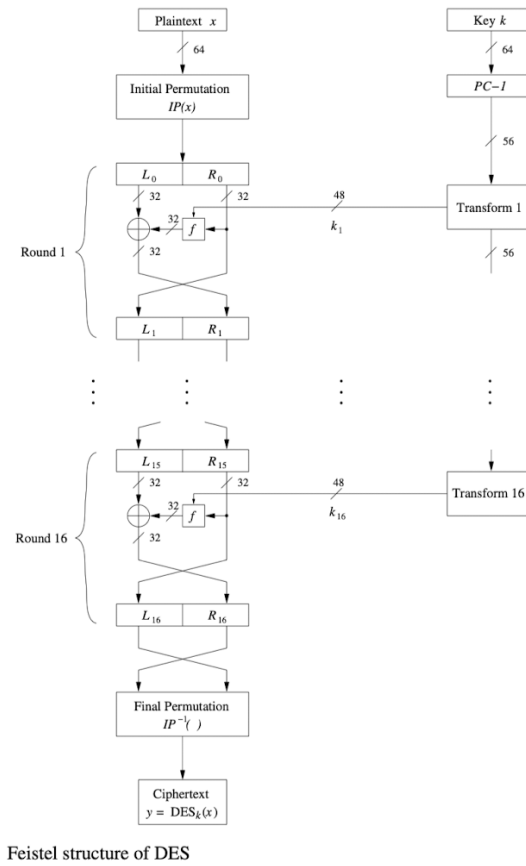 Plaintext x
Key k
64
64
Initial Permutation
IP(x)
PC-1
56
L0 R0
32 32
48
Transform 1
32
f
k1
Round 1
32
56
L1 R1
L15 R15
32 32
48
Transform 16
32
f
k16
Round 16
32
L16 R16
Final Permutation
IP⁻¹( )
Ciphertext
y = DESk(x)
Feistel structure of DES